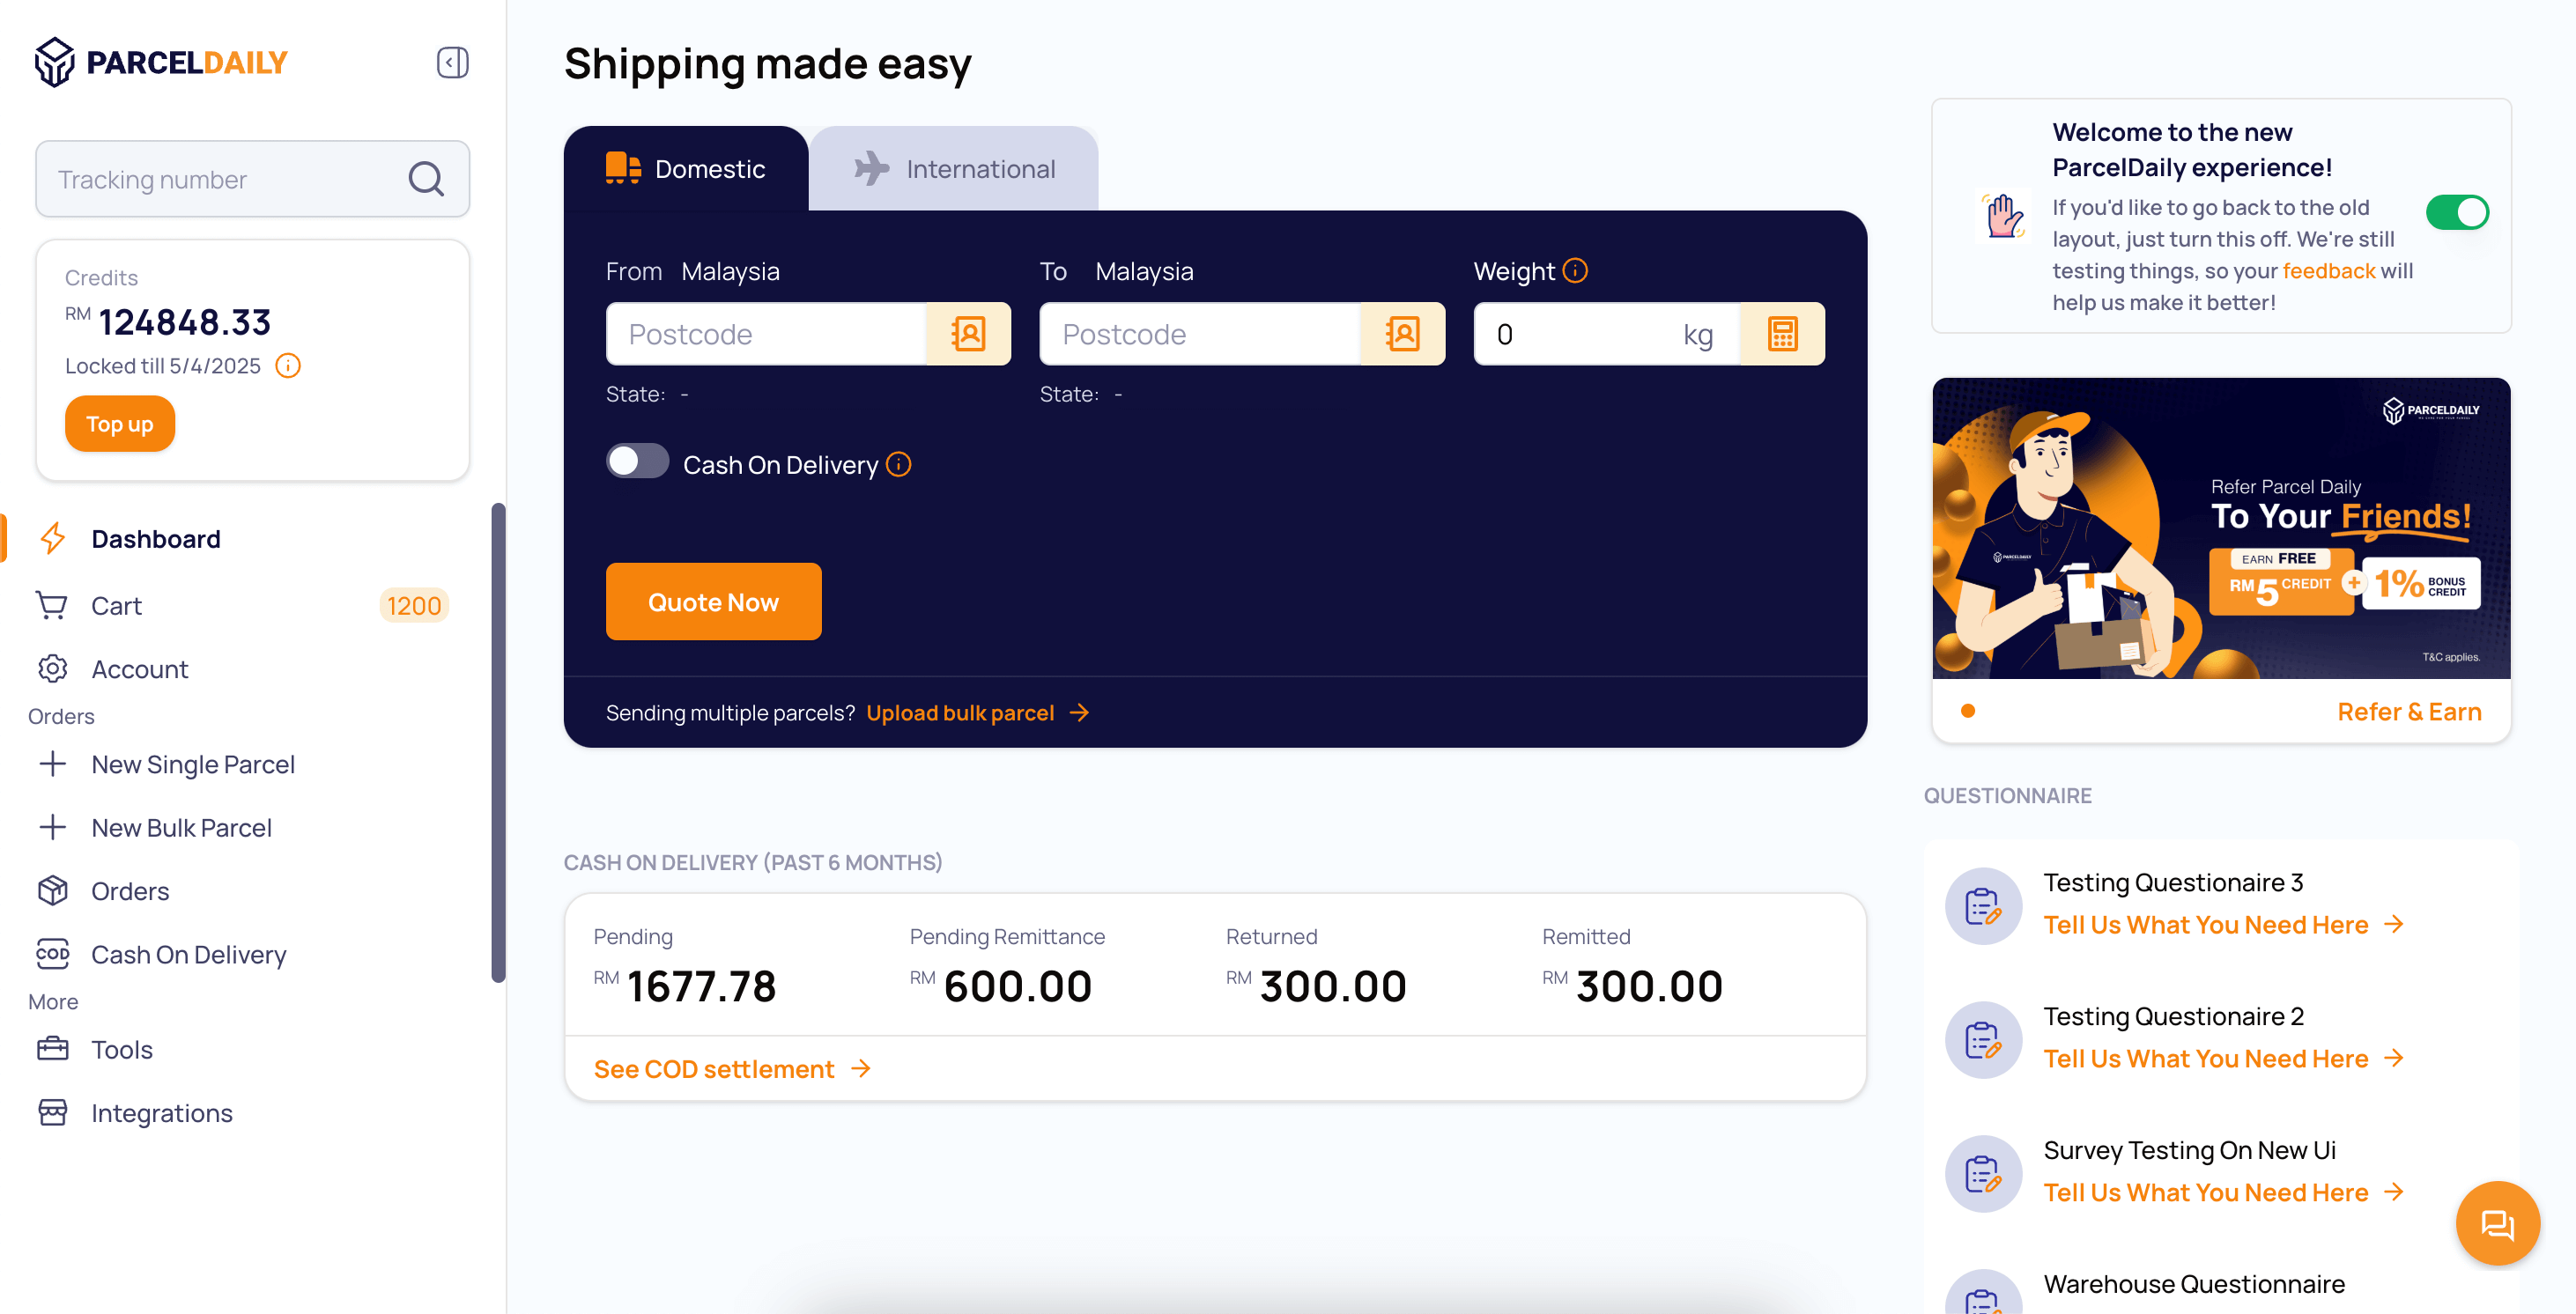 PARCELDAILY
Tracking number
Credits
RM 124848.33
Locked till 5/4/2025
Top up
Dashboard
Cart 1200
Account
Orders
New Single Parcel
New Bulk Parcel
Orders
COD Cash On Delivery
More
Tools
Integrations
Shipping made easy
Domestic
International
From Malaysia
To Malaysia
Weight
Postcode
Postcode
0 kg
State: -
State: -
Cash On Delivery
Quote Now
Sending multiple parcels? Upload bulk parcel
CASH ON DELIVERY (PAST 6 MONTHS)
Pending
RM 1677.78
Pending Remittance
RM 600.00
Returned
RM 300.00
Remitted
RM 300.00
See COD settlement
Welcome to the new
ParcelDaily experience!
If you'd like to go back to the old
layout, just turn this off. We're still
testing things, so your feedback will
help us make it better!
PARCELDAILY
PARCELDAILY
Refer Parcel Daily
To Your Friends!
EARN FREE
RM5 CREDIT
+
1% BONUS CREDIT
T&C applies.
Refer & Earn
QUESTIONNAIRE
Testing Questionaire 3
Tell Us What You Need Here
Testing Questionaire 2
Tell Us What You Need Here
Survey Testing On New Ui
Tell Us What You Need Here
Warehouse Questionnaire